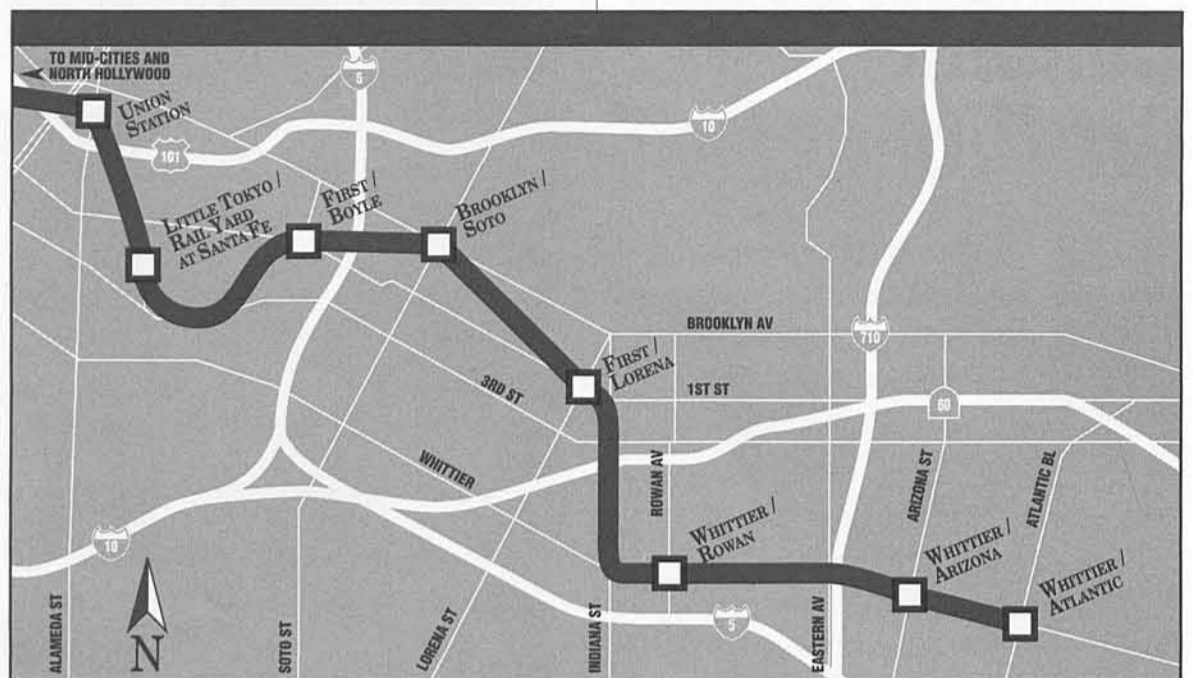 TO MID-CITIES AND
NORTH HOLLYWOOD
UNION
STATION
5
10
101
LITTLE TOKYO /
RAIL YARD
AT SANTA FE
FIRST /
BOYLE
BROOKLYN /
SOTO
BROOKLYN AV
710
FIRST /
LORENA
3RD ST
1ST ST
60
WHITTIER
ROWAN AV
ARIZONA ST
ATLANTIC BL
10
WHITTIER /
ROWAN
WHITTIER /
ARIZONA
WHITTIER /
ATLANTIC
5
N
ALAMEDA ST
SOTO ST
LORENA ST
INDIANA ST
EASTERN AV